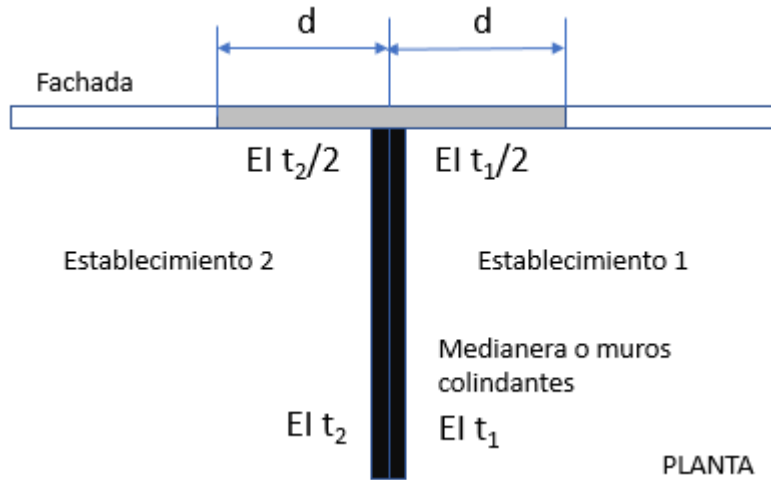 d d
Fachada
EI t₂/2 EI t₁/2
Establecimiento 2 Establecimiento 1
Medianera o muros
colindantes
EI t₂ EI t₁
PLANTA